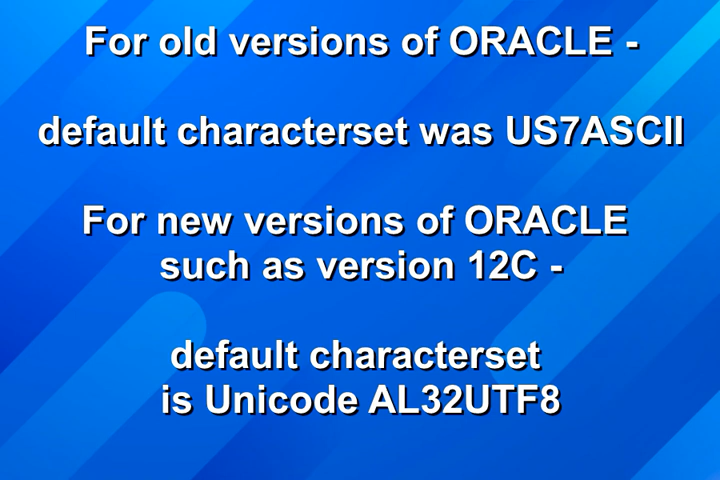 For old versions of ORACLE -
default characterset was US7ASCII
For new versions of ORACLE
such as version 12C -
default characterset
is Unicode AL32UTF8